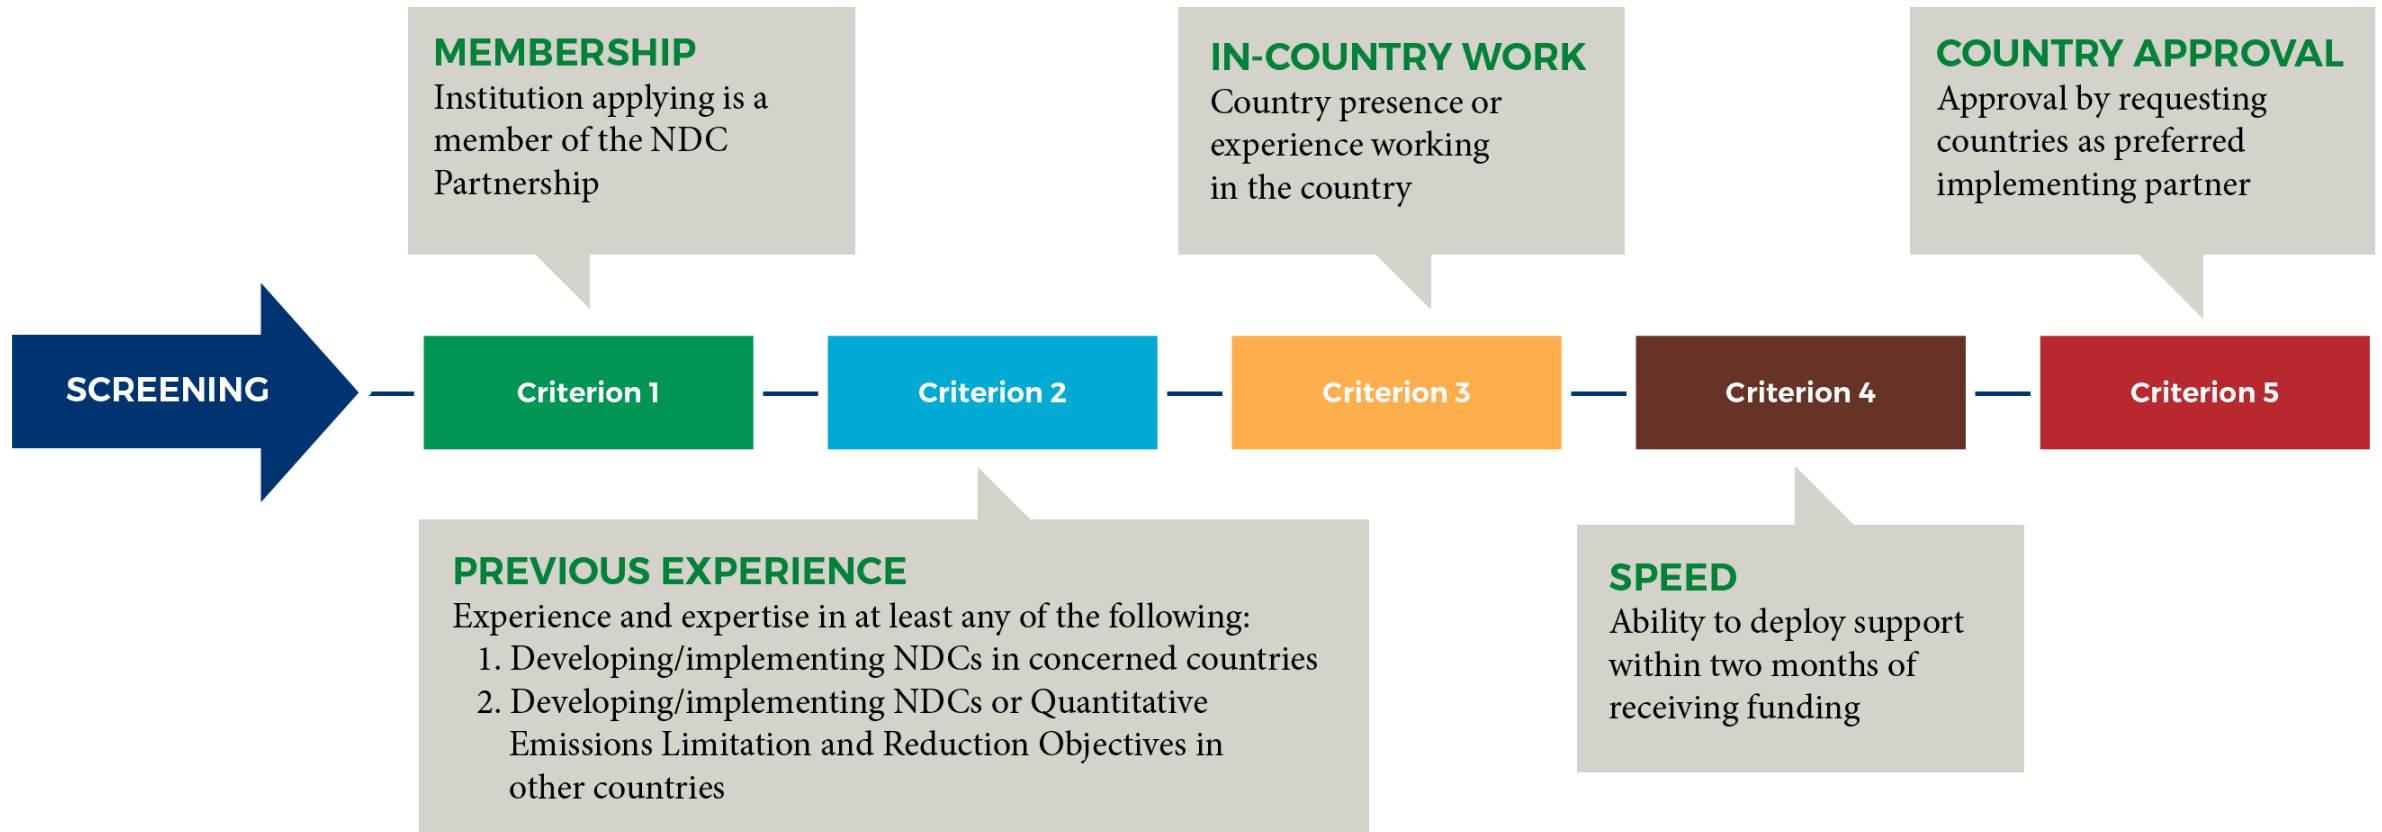 MEMBERSHIP
Institution applying is a
member of the NDC
Partnership
IN-COUNTRY WORK
Country presence or
experience working
in the country
COUNTRY APPROVAL
Approval by requesting
countries as preferred
implementing partner
SCREENING
Criterion 1
Criterion 2
Criterion 3
Criterion 4
Criterion 5
PREVIOUS EXPERIENCE
Experience and expertise in at least any of the following:
1. Developing/implementing NDCs in concerned countries
2. Developing/implementing NDCs or Quantitative
Emissions Limitation and Reduction Objectives in
other countries
SPEED
Ability to deploy support
within two months of
receiving funding